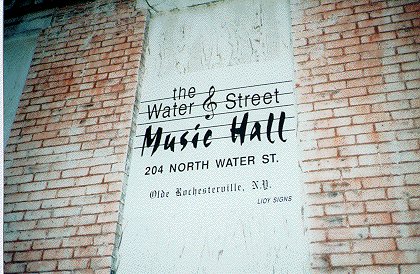 the
Water Street
Music Hall
204 NORTH WATER ST.
Olde Rochesterville, N.Y.
LIDY SIGNS